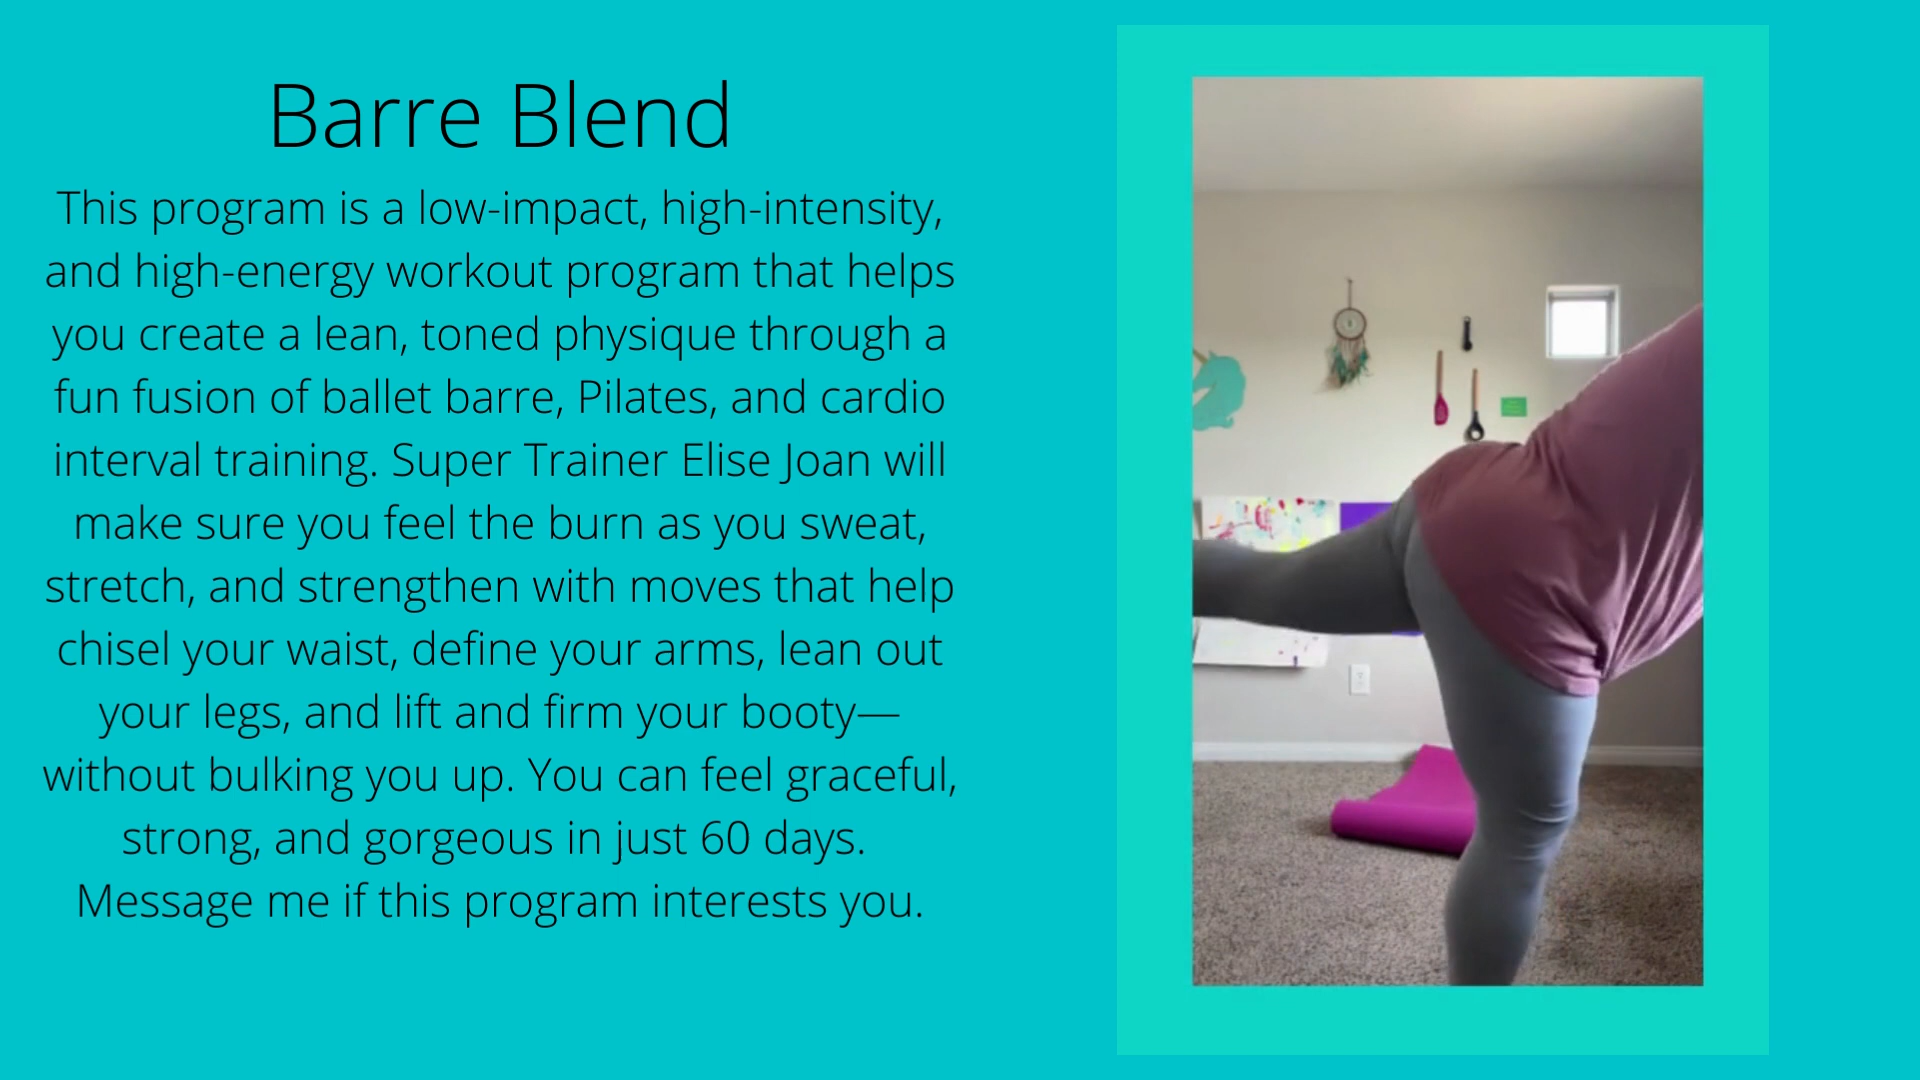 Barre Blend
This program is a low-impact, high-intensity,
and high-energy workout program that helps
you create a lean, toned physique through a
fun fusion of ballet barre, Pilates, and cardio
interval training. Super Trainer Elise Joan will
make sure you feel the burn as you sweat,
stretch, and strengthen with moves that help
chisel your waist, define your arms, lean out
your legs, and lift and firm your booty—
without bulking you up. You can feel graceful,
strong, and gorgeous in just 60 days.
Message me if this program interests you.